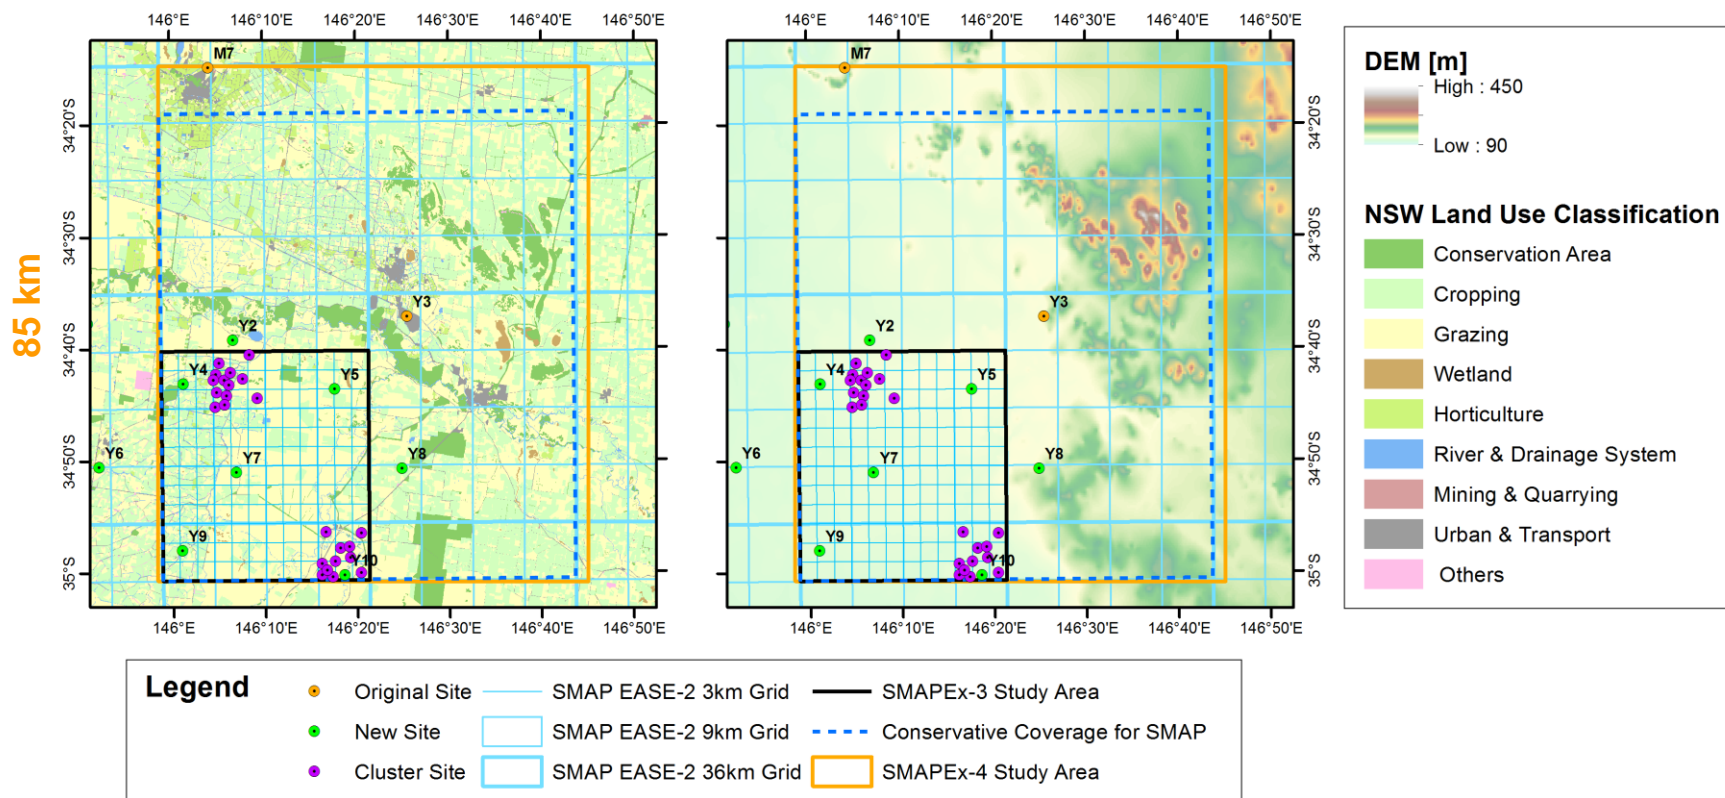 146°E 146°10'E 146°20'E 146°30'E 146°40'E 146°50'E
146°E 146°10'E 146°20'E 146°30'E 146°40'E 146°50'E
85 km
34°20'S
34°30'S
34°40'S
34°50'S
35°S
M7
Y3
Y2
Y4
Y5
Y6
Y7
Y8
Y9
Y10
146°E 146°10'E 146°20'E 146°30'E 146°40'E 146°50'E
M7
Y3
Y2
Y4
Y5
Y6
Y7
Y8
Y9
Y10
34°20'S
34°30'S
34°40'S
34°50'S
35°S
146°E 146°10'E 146°20'E 146°30'E 146°40'E 146°50'E
DEM [m]
High : 450
Low : 90
NSW Land Use Classification
Conservation Area
Cropping
Grazing
Wetland
Horticulture
River & Drainage System
Mining & Quarrying
Urban & Transport
Others
Legend
Original Site
SMAP EASE-2 3km Grid
SMAPEx-3 Study Area
New Site
SMAP EASE-2 9km Grid
Conservative Coverage for SMAP
Cluster Site
SMAP EASE-2 36km Grid
SMAPEx-4 Study Area